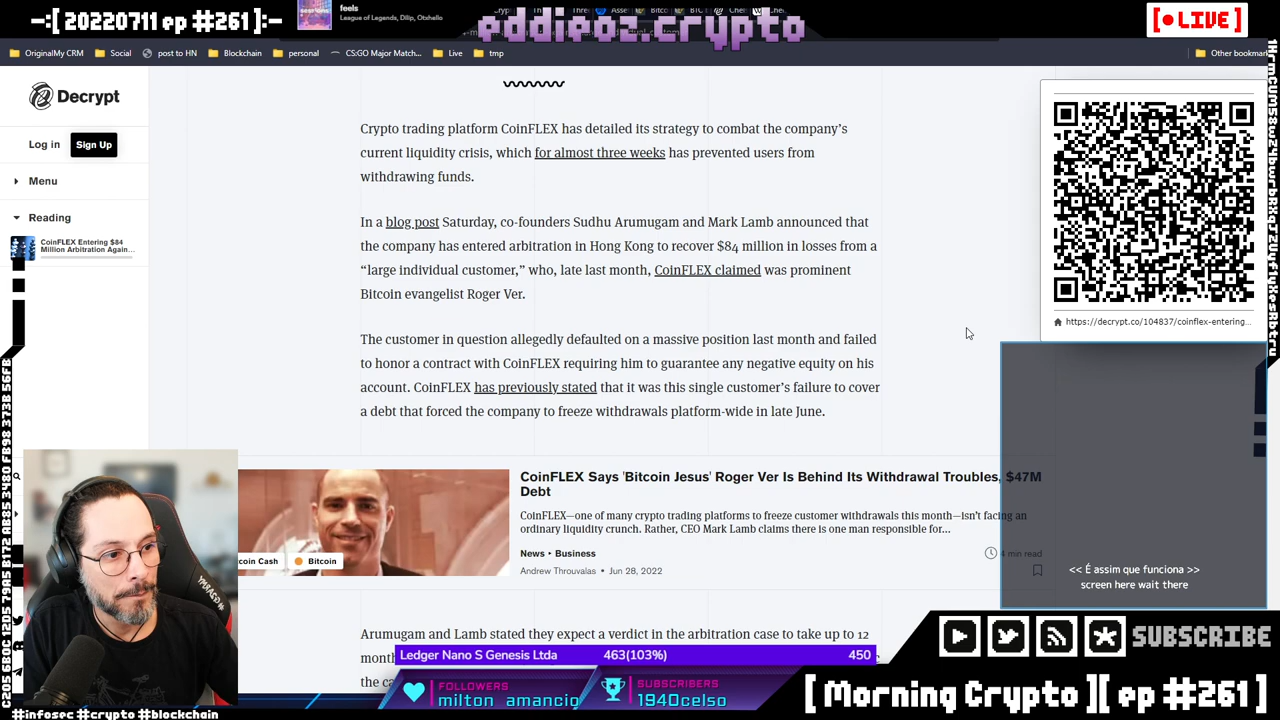 -:[ 20220711 ep #261 ]:-
feels
League of Legends, Dilip, Otshello
eddieoz.crypto
[● LIVE]
OriginalMy CRM
Social
post to HN
Blockchain
personal
CS:GO Major Match...
Live
tmp
Other bookmar
Decrypt
Log in
Sign Up
Menu
Reading
CoinFLEX Entering $84
Million Arbitration Again...
Crypto trading platform CoinFLEX has detailed its strategy to combat the company’s
current liquidity crisis, which for almost three weeks has prevented users from
withdrawing funds.
In a blog post Saturday, co-founders Sudhu Arumugam and Mark Lamb announced that
the company has entered arbitration in Hong Kong to recover $84 million in losses from a
“large individual customer,” who, late last month, CoinFLEX claimed was prominent
Bitcoin evangelist Roger Ver.
The customer in question allegedly defaulted on a massive position last month and failed
to honor a contract with CoinFLEX requiring him to guarantee any negative equity on his
account. CoinFLEX has previously stated that it was this single customer’s failure to cover
a debt that forced the company to freeze withdrawals platform-wide in late June.
https://decrypt.co/104837/coinflex-entering...
CoinFLEX Says 'Bitcoin Jesus' Roger Ver Is Behind Its Withdrawal Troubles, $47M
Debt
CoinFLEX—one of many crypto trading platforms to freeze customer withdrawals this month—isn’t facing an
ordinary liquidity crunch. Rather, CEO Mark Lamb claims there is one man responsible for...
News • Business
4 min read
Andrew Throuvalas • Jun 28, 2022
coin Cash
Bitcoin
<< É assim que funciona >>
screen here wait there
Arumugam and Lamb stated they expect a verdict in the arbitration case to take up to 12
mont
the ca
Ledger Nano S Genesis Ltda 463(103%) 450
FOLLOWERS
milton amancio
SUBSCRIBERS
1940celso
SUBSCRIBE
[ Morning Crypto ][ ep #261 ]
#infosec #crypto #blockchain